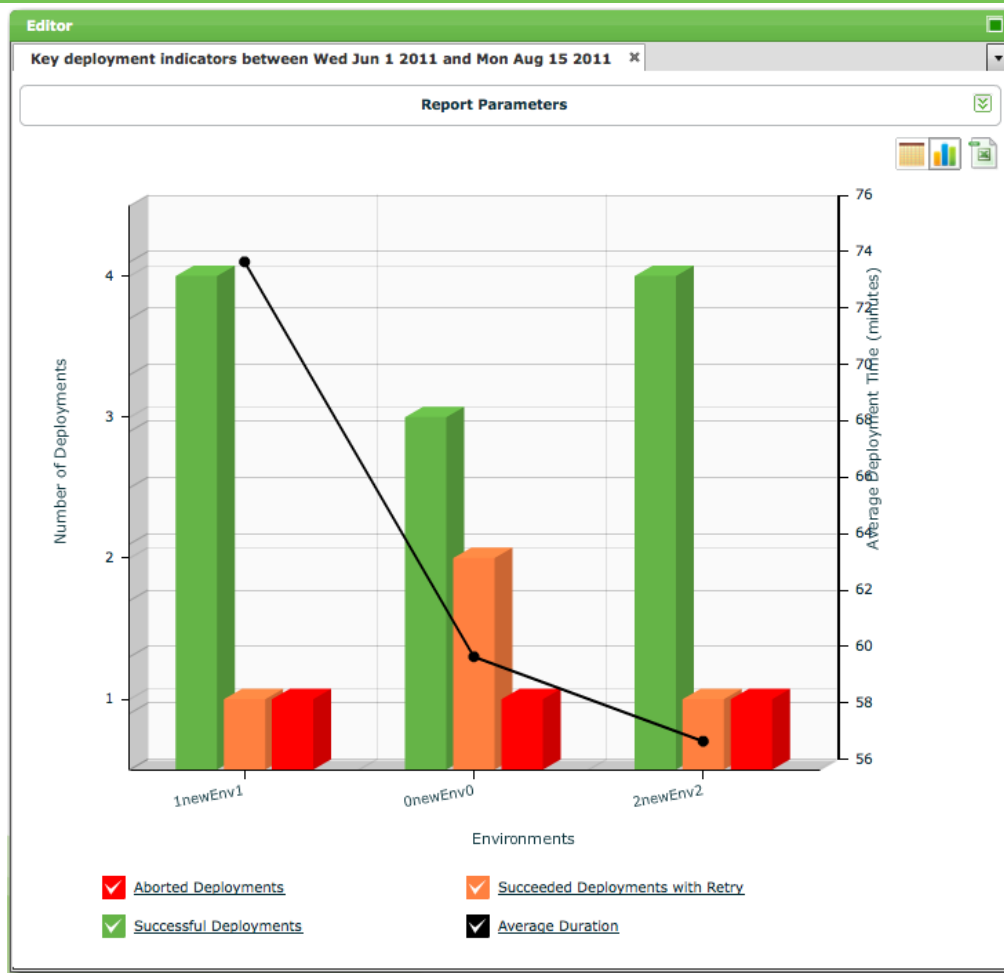 Editor
Key deployment indicators between Wed Jun 1 2011 and Mon Aug 15 2011
Report Parameters
76
74
72
70
68
66
64
62
60
58
56
4
3
2
1
Number of Deployments
Average Deployment Time (minutes)
1newEnv1
0newEnv0
2newEnv2
Environments
Aborted Deployments
Succeeded Deployments with Retry
Successful Deployments
Average Duration